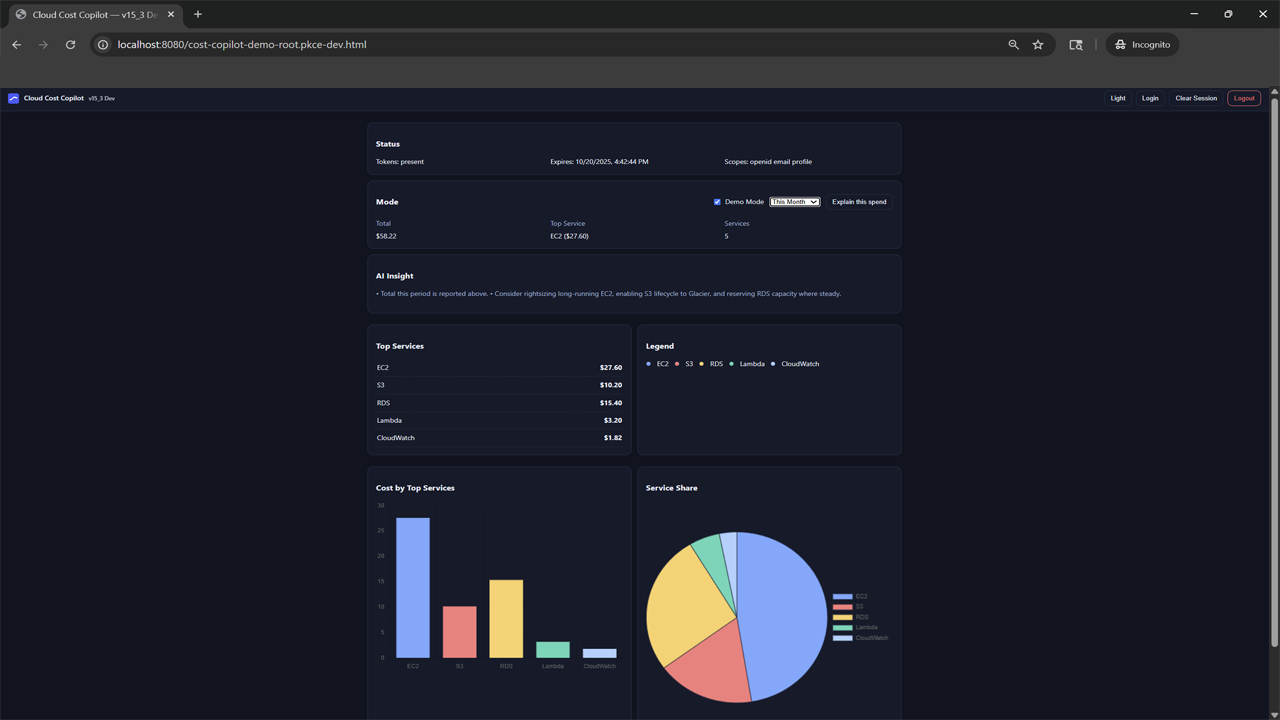 Cloud Cost Copilot — v15_3 De
localhost:8080/cost-copilot-demo-root.pkce-dev.html
Incognito
Cloud Cost Copilot v15_3 Dev
Light Login Clear Session Logout
Status
Tokens: present Expires: 10/20/2025, 4:42:44 PM Scopes: openid email profile
Mode Demo Mode This Month Explain this spend
Total Top Service Services
$58.22 EC2 ($27.60) 5
AI Insight
• Total this period is reported above. • Consider rightsizing long-running EC2, enabling S3 lifecycle to Glacier, and reserving RDS capacity where steady.
Top Services
EC2 $27.60
S3 $10.20
RDS $15.40
Lambda $3.20
CloudWatch $1.82
Legend
EC2 S3 RDS Lambda CloudWatch
Cost by Top Services
30
25
20
15
10
5
0
EC2 S3 RDS Lambda CloudWatch
Service Share
EC2
S3
RDS
Lambda
CloudWatch